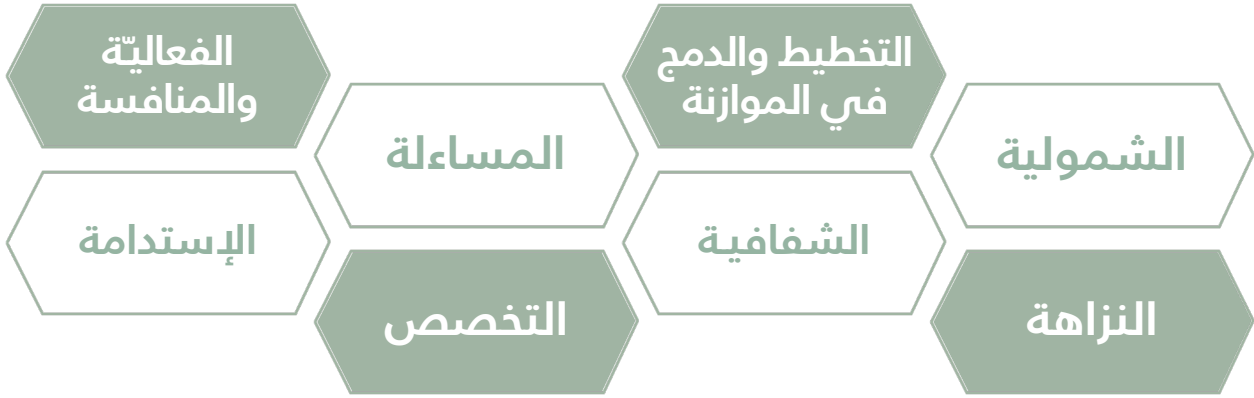 الشمولية
التخطيط والدمج
في الموازنة
المساءلة
الفعاليّة
والمنافسة
النزاهة
الشفافية
التخصص
الإستدامة